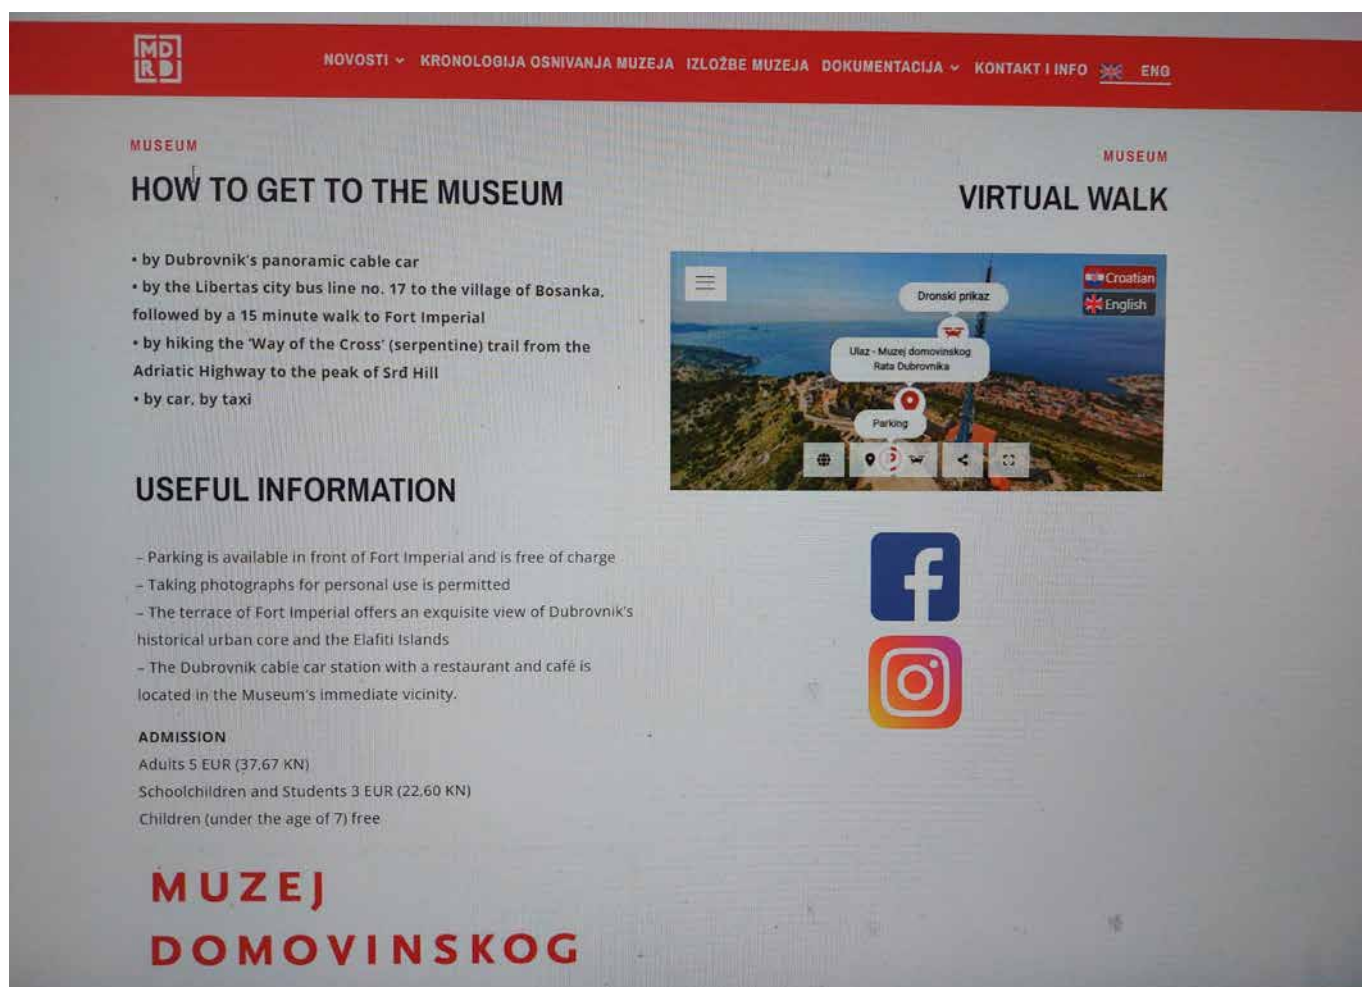 MD
RD
NOVOSTI KRONOLOGIJA OSNIVANJA MUZEJA IZLOŽBE MUZEJA DOKUMENTACIJA KONTAKT I INFO ENG
MUSEUM
HOW TO GET TO THE MUSEUM
• by Dubrovnik's panoramic cable car
• by the Libertas city bus line no. 17 to the village of Bosanka,
followed by a 15 minute walk to Fort Imperial
• by hiking the 'Way of the Cross' (serpentine) trail from the
Adriatic Highway to the peak of Srđ Hill
• by car, by taxi
USEFUL INFORMATION
– Parking is available in front of Fort Imperial and is free of charge
– Taking photographs for personal use is permitted
– The terrace of Fort Imperial offers an exquisite view of Dubrovnik's
historical urban core and the Elafiti Islands
– The Dubrovnik cable car station with a restaurant and café is
located in the Museum's immediate vicinity.
ADMISSION
Adults 5 EUR (37,67 KN)
Schoolchildren and Students 3 EUR (22,60 KN)
Children (under the age of 7) free
MUZEJ
DOMOVINSKOG
MUSEUM
VIRTUAL WALK
Croatian
English
Dronski prikaz
Ulaz - Muzej domovinskog
Rata Dubrovnika
Parking
P